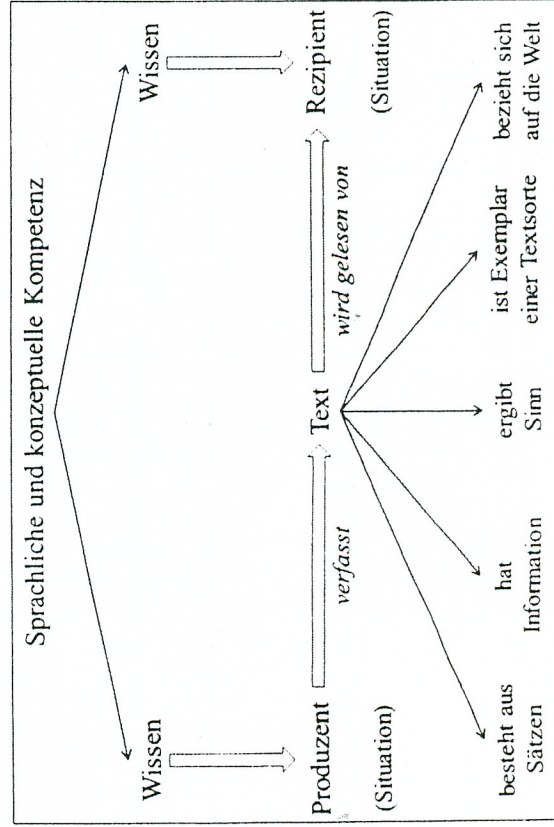 Sprachliche und konzeptuelle Kompetenz
Wissen
Wissen
Produzent
verfasst
Text
wird gelesen von
Rezipient
(Situation)
(Situation)
besteht aus
Sätzen
hat
Information
ergibt
Sinn
ist Exemplar
einer Textsorte
bezieht sich
auf die Welt